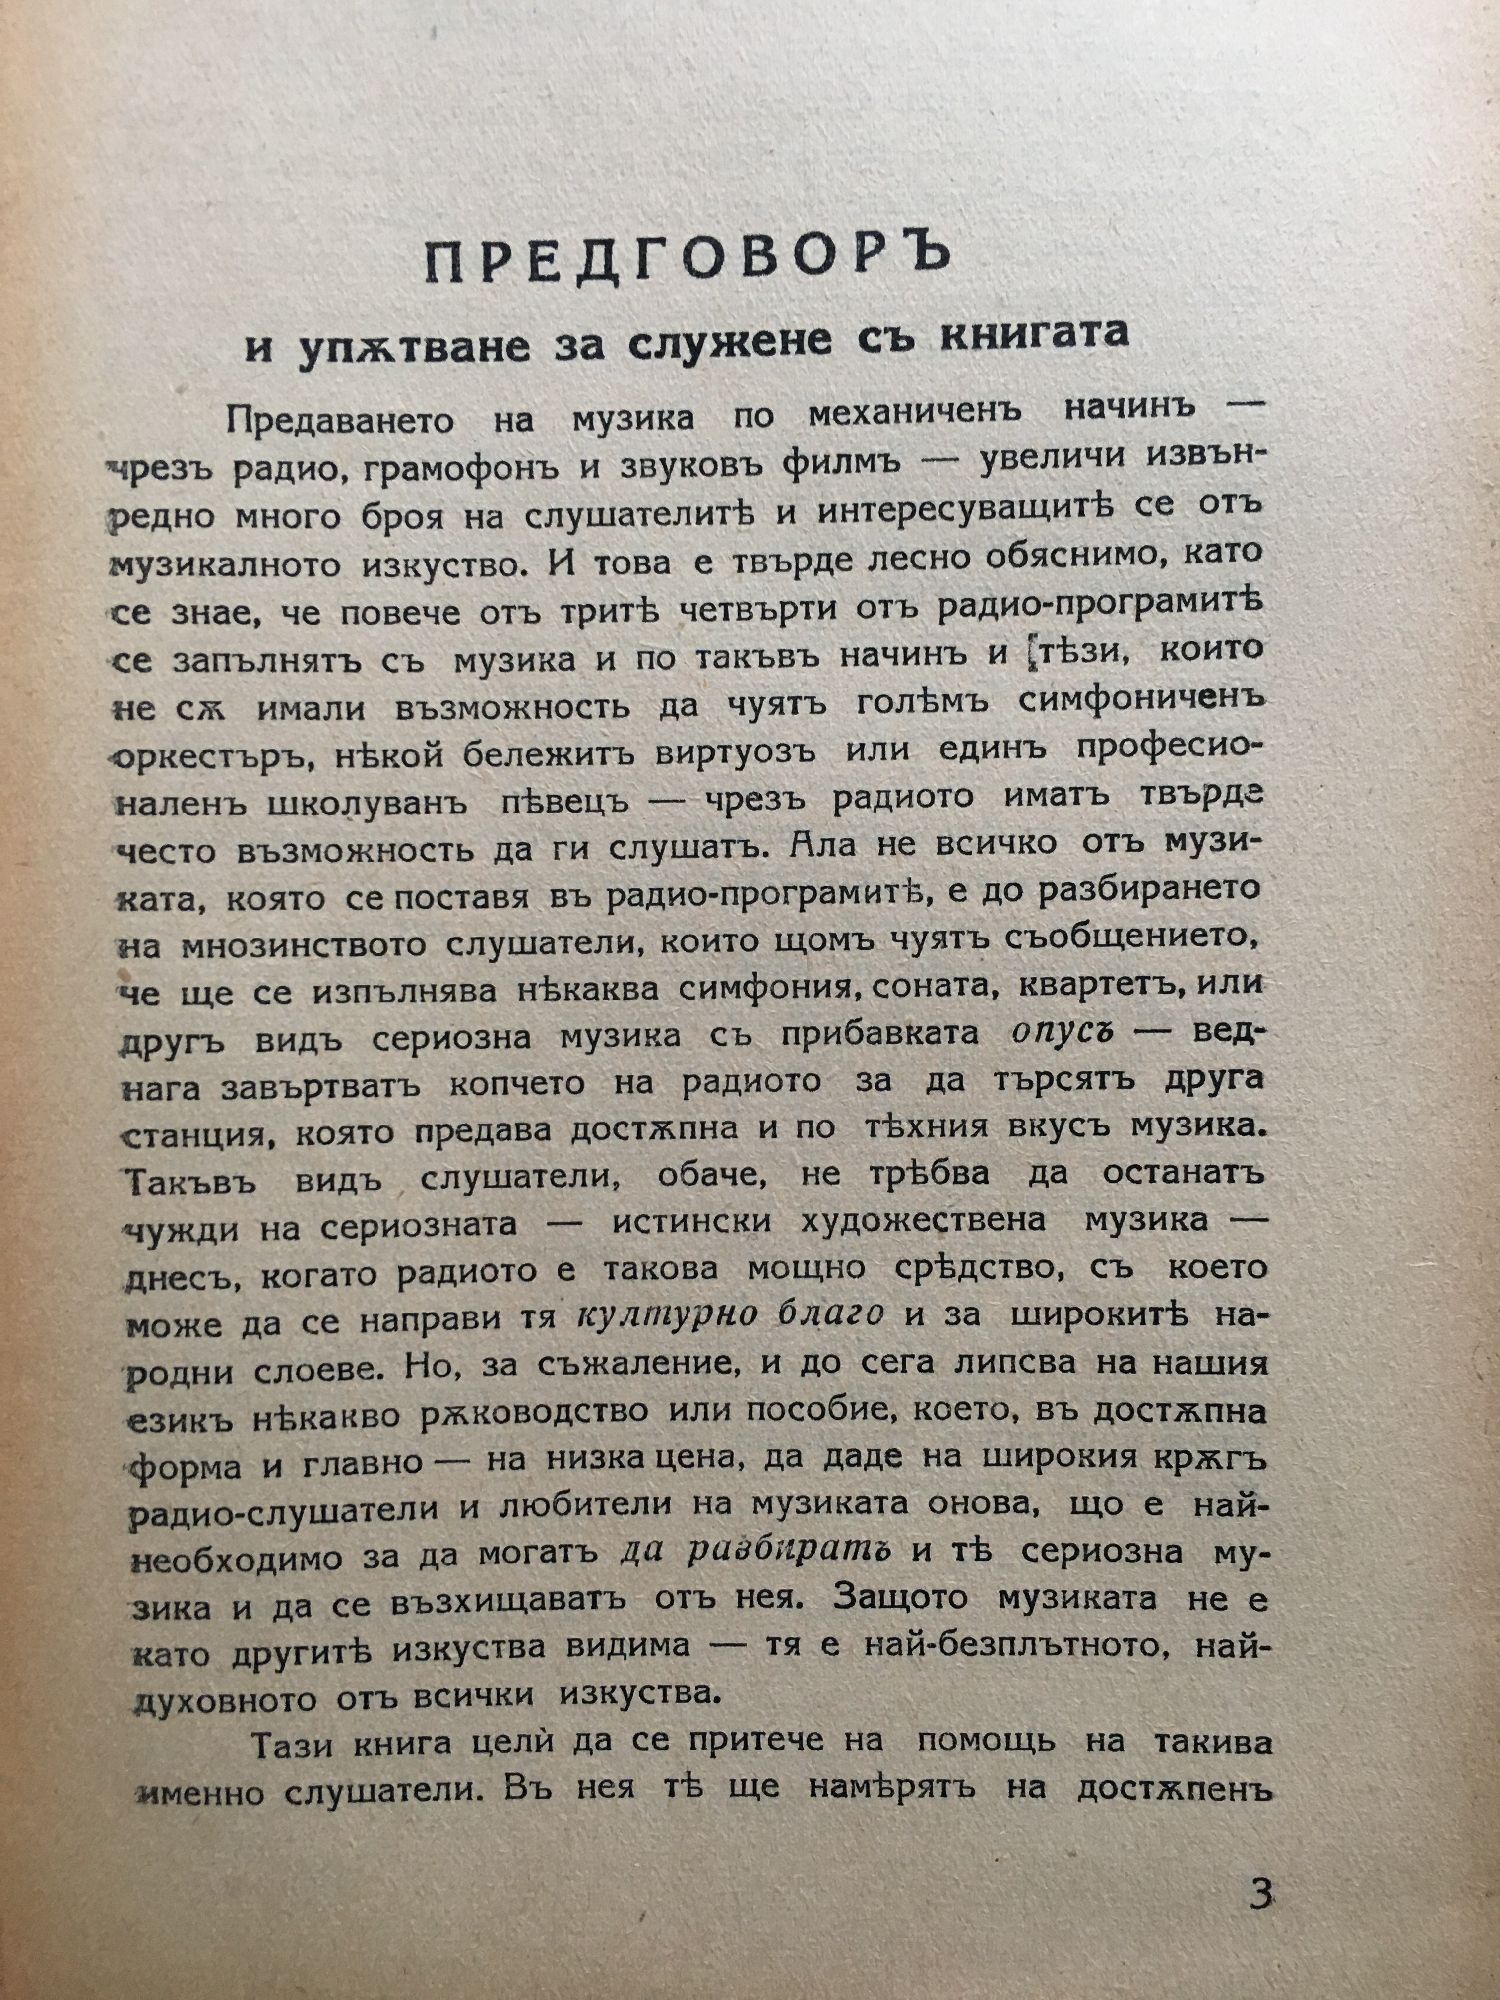 ПРЕДГОВОРЪ
и упѫтване за служене съ книгата
Предаването на музика по механиченъ начинъ —
чрезъ радио, грамофонъ и звуковъ филмъ — увеличи извън-
редно много броя на слушателитѣ и интересуващитѣ се отъ
музикалното изкуство. И това е твърде лесно обяснимо, като
се знае, че повече отъ тритѣ четвърти отъ радио-програмитѣ
се запълнятъ съ музика и по такъвъ начинъ и тѣзи, които
не сѫ имали възможность да чуятъ голѣмъ симфониченъ
оркестъръ, нѣкой бележитъ виртуозъ или единъ професио-
наленъ школуванъ пѣвецъ — чрезъ радиото иматъ твърде
често възможность да ги слушатъ. Ала не всичко отъ музи-
ката, която се поставя въ радио-програмитѣ, е до разбирането
на мнозинството слушатели, които щомъ чуятъ съобщението,
че ще се изпълнява нѣкаква симфония, соната, квартетъ, или
другъ видъ сериозна музика съ прибавката опусъ — вед-
нага завъртватъ копчето на радиото за да търсятъ друга
станция, която предава достѫпна и по тѣхния вкусъ музика.
Такъвъ видъ слушатели, обаче, не трѣбва да останатъ
чужди на сериозната — истински художествена музика —
днесъ, когато радиото е такова мощно срѣдство, съ което
може да се направи тя културно благо и за широкитѣ на-
родни слоеве. Но, за съжаление, и до сега липсва на нашия
езикъ нѣкакво рѫководство или пособие, което, въ достѫпна
форма и главно — на низка цена, да даде на широкия крѫгъ
радио-слушатели и любители на музиката онова, що е най-
необходимо за да могатъ да разбиратъ и тѣ сериозна му-
зика и да се възхищаватъ отъ нея. Защото музиката не е
като другитѣ изкуства видима — тя е най-безплътното, най-
духовното отъ всички изкуства.
Тази книга целѝ да се притече на помощь на такива
именно слушатели. Въ нея тѣ ще намѣрятъ на достѫпенъ
3